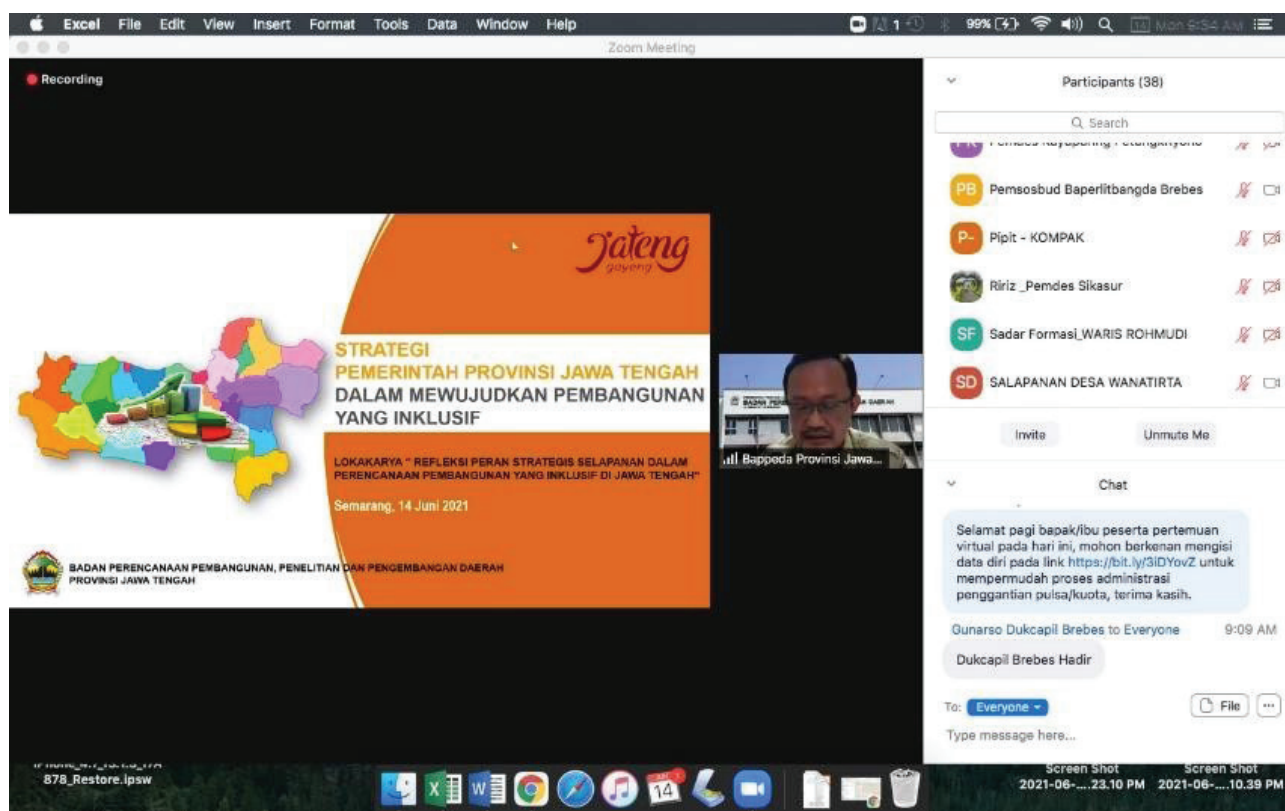 Excel File Edit View Insert Format Tools Data Window Help 1 99% Mon 9:34 AM
Zoom Meeting
Recording
Jateng
gayeng
STRATEGI
PEMERINTAH PROVINSI JAWA TENGAH
DALAM MEWUJUDKAN PEMBANGUNAN
YANG INKLUSIF
LOKAKARYA " REFLEKSI PERAN STRATEGIS SELAPANAN DALAM
PERENCANAAN PEMBANGUNAN YANG INKLUSIF DI JAWA TENGAH"
Semarang, 14 Juni 2021
BADAN PERENCANAAN PEMBANGUNAN, PENELITIAN DAN PENGEMBANGAN DAERAH
PROVINSI JAWA TENGAH
Bappeda Provinsi Jawa...
Participants (38)
Search
PB Pemsosbud Baperlitbangda Brebes
P- Pipit - KOMPAK
Ririz _Pemdes Sikasur
SF Sadar Formasi_WARIS ROHMUDI
SD SALAPANAN DESA WANATIRTA
Invite Unmute Me
Chat
Selamat pagi bapak/ibu peserta pertemuan
virtual pada hari ini, mohon berkenan mengisi
data diri pada link https://bit.ly/3iDYovZ untuk
mempermudah proses administrasi
penggantian pulsa/kuota, terima kasih.
Gunarso Dukcapil Brebes to Everyone 9:09 AM
Dukcapil Brebes Hadir
To: Everyone File ...
Type message here...
878_Restore.ipsw
14
Screen Shot
2021-06-....23.10 PM
Screen Shot
2021-06-....10.39 PM